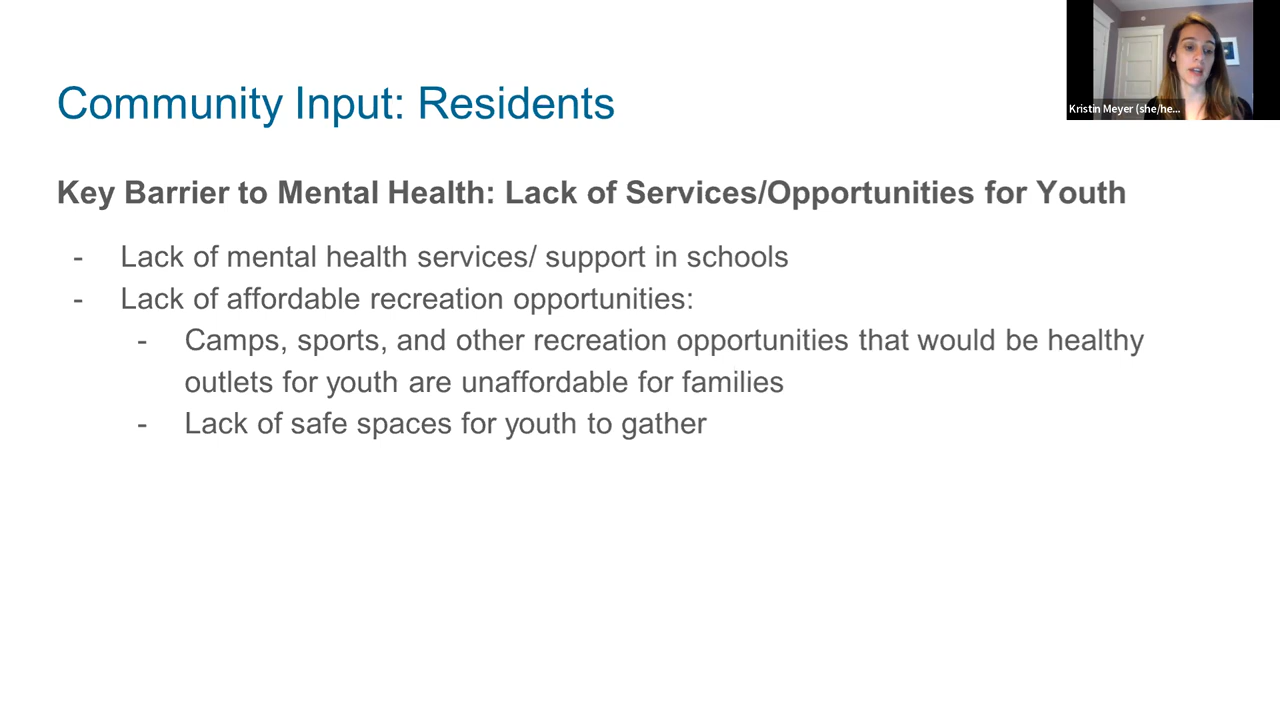 Community Input: Residents
Kristin Meyer (she/he...
Key Barrier to Mental Health: Lack of Services/Opportunities for Youth
- Lack of mental health services/ support in schools
- Lack of affordable recreation opportunities:
- Camps, sports, and other recreation opportunities that would be healthy
outlets for youth are unaffordable for families
- Lack of safe spaces for youth to gather